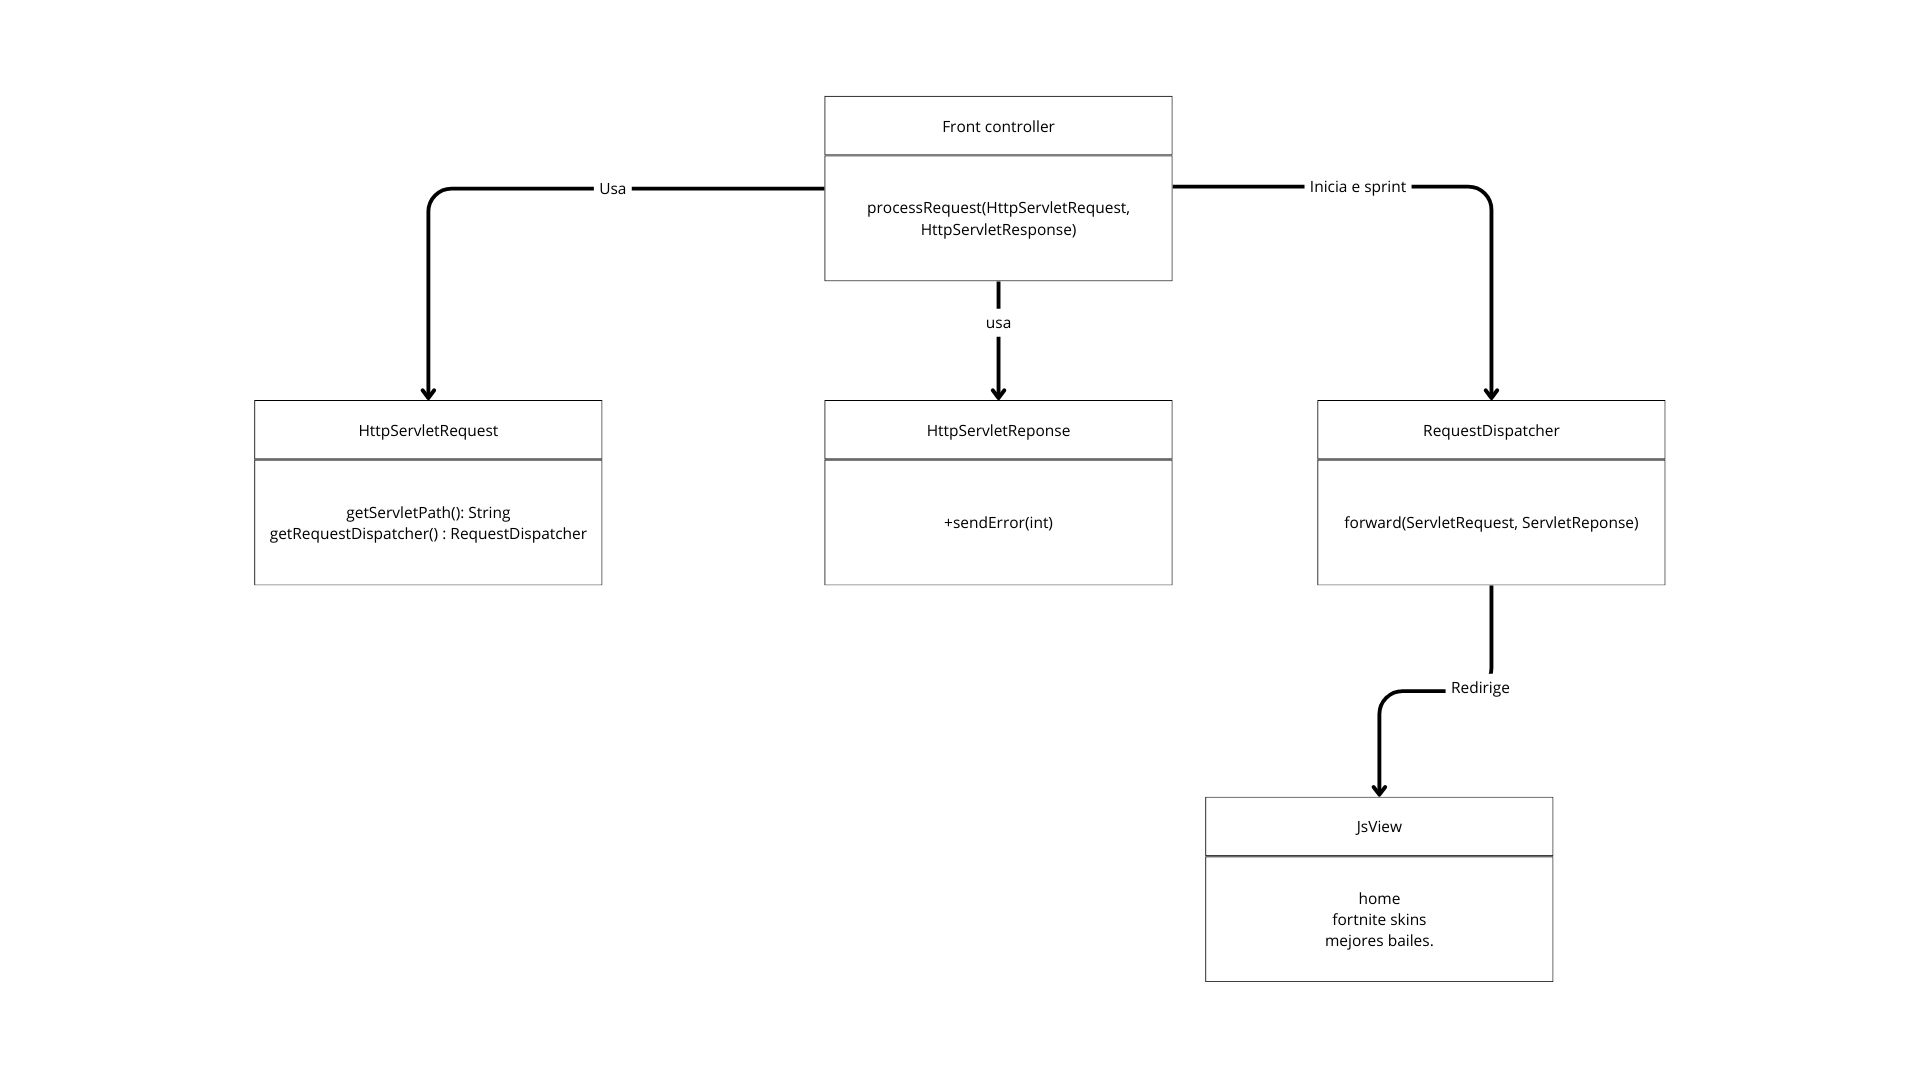 Front controller
processRequest(HttpServletRequest,
HttpServletResponse)
Usa
Inicia e sprint
usa
HttpServletRequest
getServletPath(): String
getRequestDispatcher() : RequestDispatcher
HttpServletReponse
+sendError(int)
RequestDispatcher
forward(ServletRequest, ServletReponse)
Redirige
JsView
home
fortnite skins
mejores bailes.